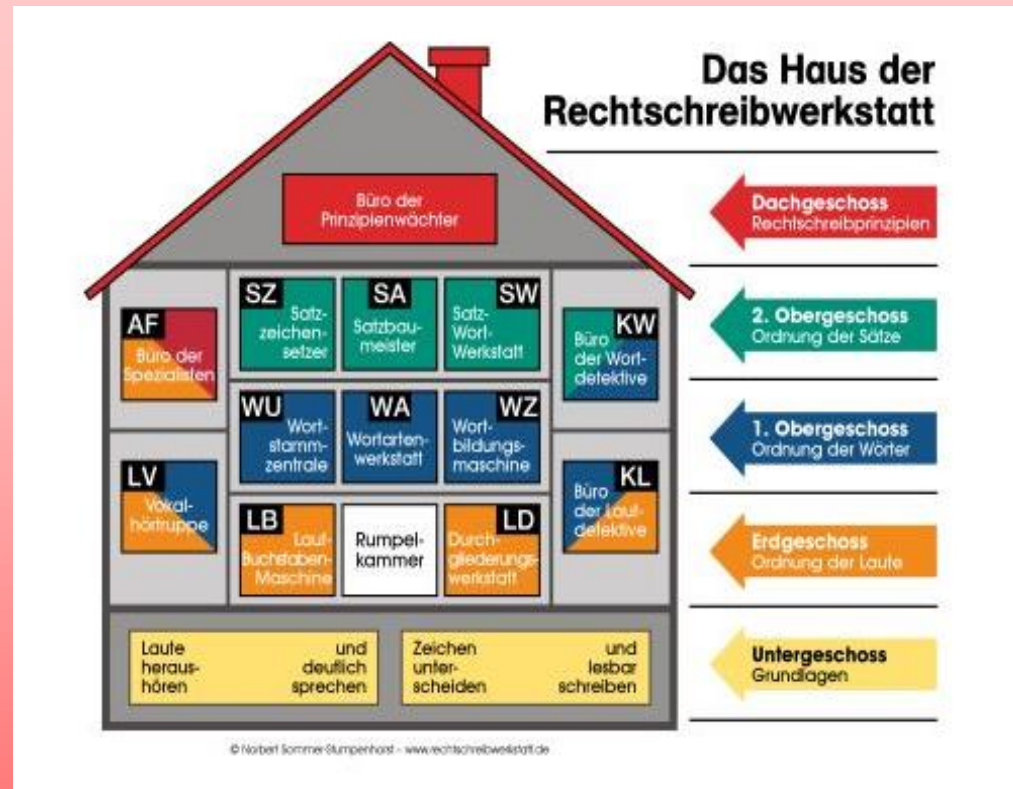 Das Haus der
Rechtschreibwerkstatt
Büro der
Prinzipienwächter
Dachgeschoss
Rechtschreibprinzipien
AF
Büro der
Spezialisten
SZ
Satz-
zeichen-
setzer
SA
Satzbau-
meister
SW
Satz-
Wort-
Werkstatt
KW
Büro
der Wort-
detektive
2. Obergeschoss
Ordnung der Sätze
WU
Wort-
stamm-
zentrale
WA
Wortarten-
werkstatt
WZ
Wort-
bildungs-
maschine
1. Obergeschoss
Ordnung der Wörter
LV
Vokal-
hörtruppe
LB
Laut-
Buchstaben-
Maschine
Rumpel-
kammer
LD
Durch-
gliederungs-
werkstatt
KL
Büro
der Laut-
detektive
Erdgeschoss
Ordnung der Laute
Laute und
heraus- deutlich
hören sprechen
Zeichen und
unter- lesbar
scheiden schreiben
Untergeschoss
Grundlagen
© Norbert Sommer-Stumpenhorst - www.rechtschreibwerkstatt.de